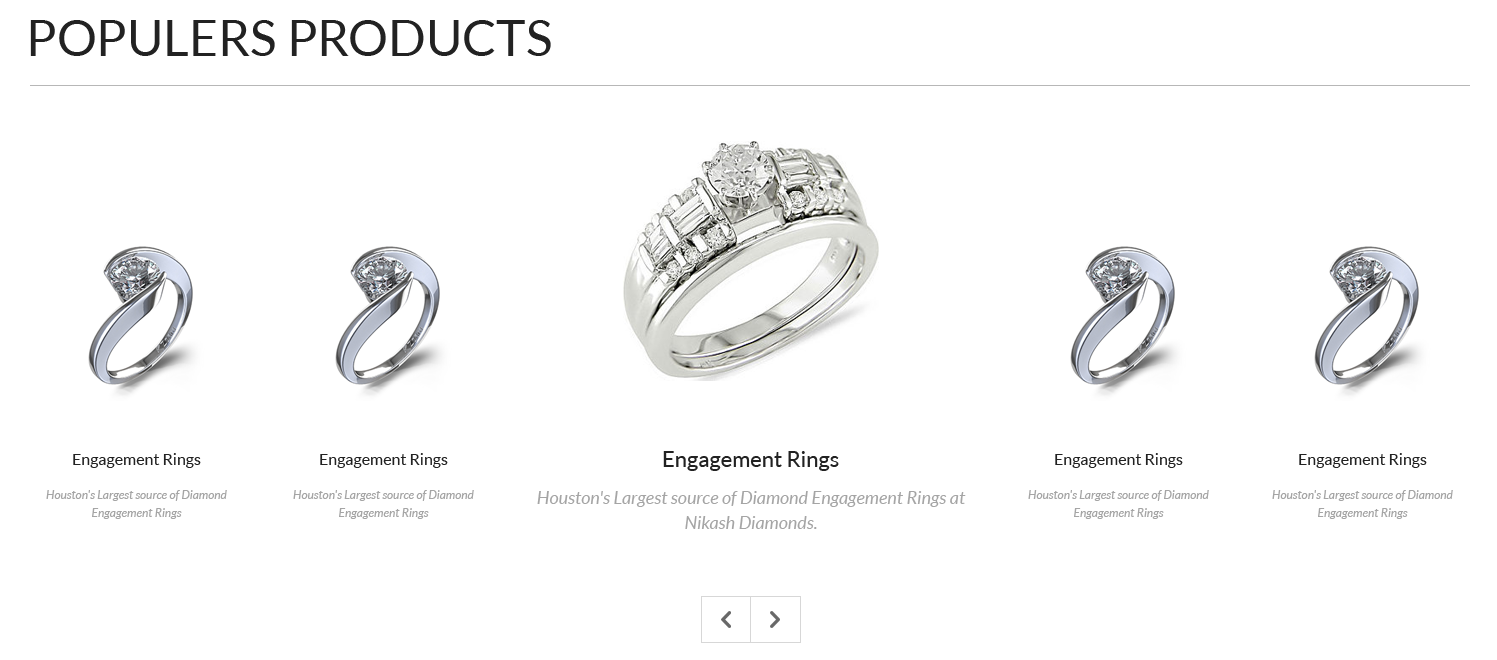 POPULERS PRODUCTS
Engagement Rings
Houston's Largest source of Diamond
Engagement Rings
Engagement Rings
Houston's Largest source of Diamond
Engagement Rings
Engagement Rings
Houston's Largest source of Diamond Engagement Rings at
Nikash Diamonds.
Engagement Rings
Houston's Largest source of Diamond
Engagement Rings
Engagement Rings
Houston's Largest source of Diamond
Engagement Rings